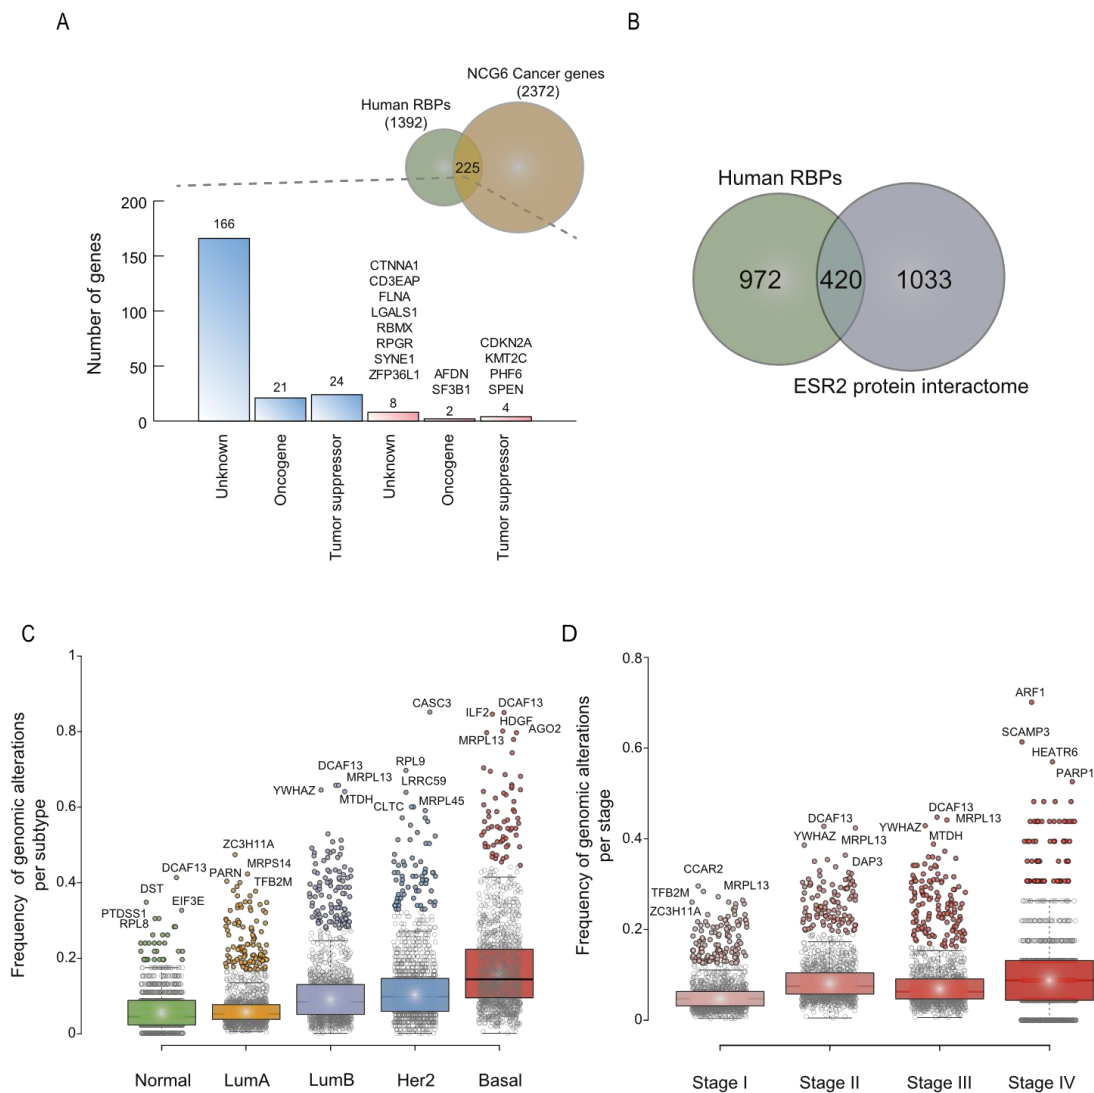 A
NCG6 Cancer genes
(2372)
Human RBPs
(1392)
225
Number of genes
200
150
100
50
0
166
21
24
CTNNA1
CD3EAP
FLNA
LGALS1
RBMX
RPGR
SYNE1
ZFP36L1
8
AFDN
SF3B1
2
CDKN2A
KMT2C
PHF6
SPEN
4
Unknown
Oncogene
Tumor suppressor
Unknown
Oncogene
Tumor suppressor
B
Human RBPs
972
420
1033
ESR2 protein interactome
C
Frequency of genomic alterations
per subtype
1
0.8
0.6
0.4
0.2
0
DCAF13
DST
EIF3E
PTDSS1
RPL8
ZC3H11A
PARN
MRPS14
TFB2M
DCAF13
MRPL13
YWHAZ
MTDH
CASC3
RPL9
LRRC59
CLTC
MRPL45
DCAF13
ILF2
HDGF
AGO2
MRPL13
Normal
LumA
LumB
Her2
Basal
D
Frequency of genomic alterations
per stage
0.8
0.6
0.4
0.2
0
CCAR2
TFB2M
MRPL13
ZC3H11A
DCAF13
YWHAZ
MRPL13
DAP3
DCAF13
YWHAZ
MRPL13
MTDH
ARF1
SCAMP3
HEATR6
PARP1
Stage I
Stage II
Stage III
Stage IV